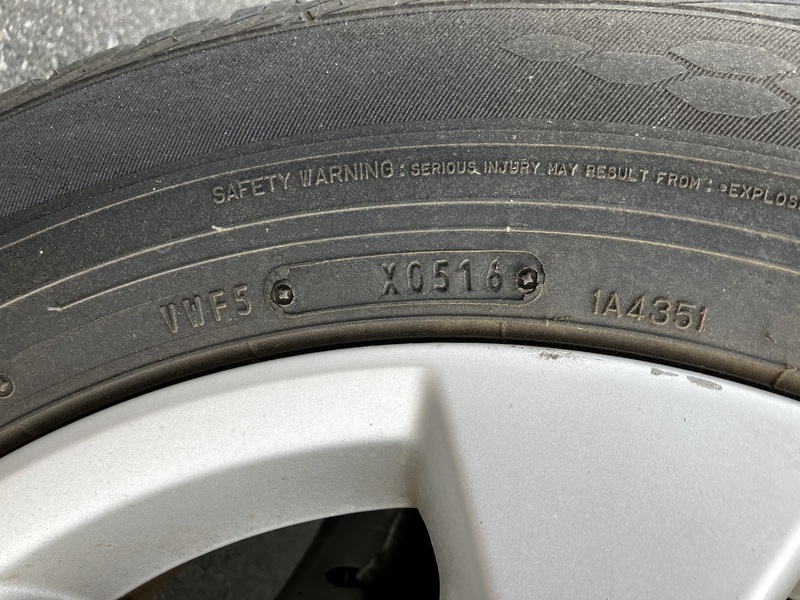 SAFETY WARNING : SERIOUS INJURY MAY RESULT FROM : •EXPLOS
VWF5 X0516 1A4351